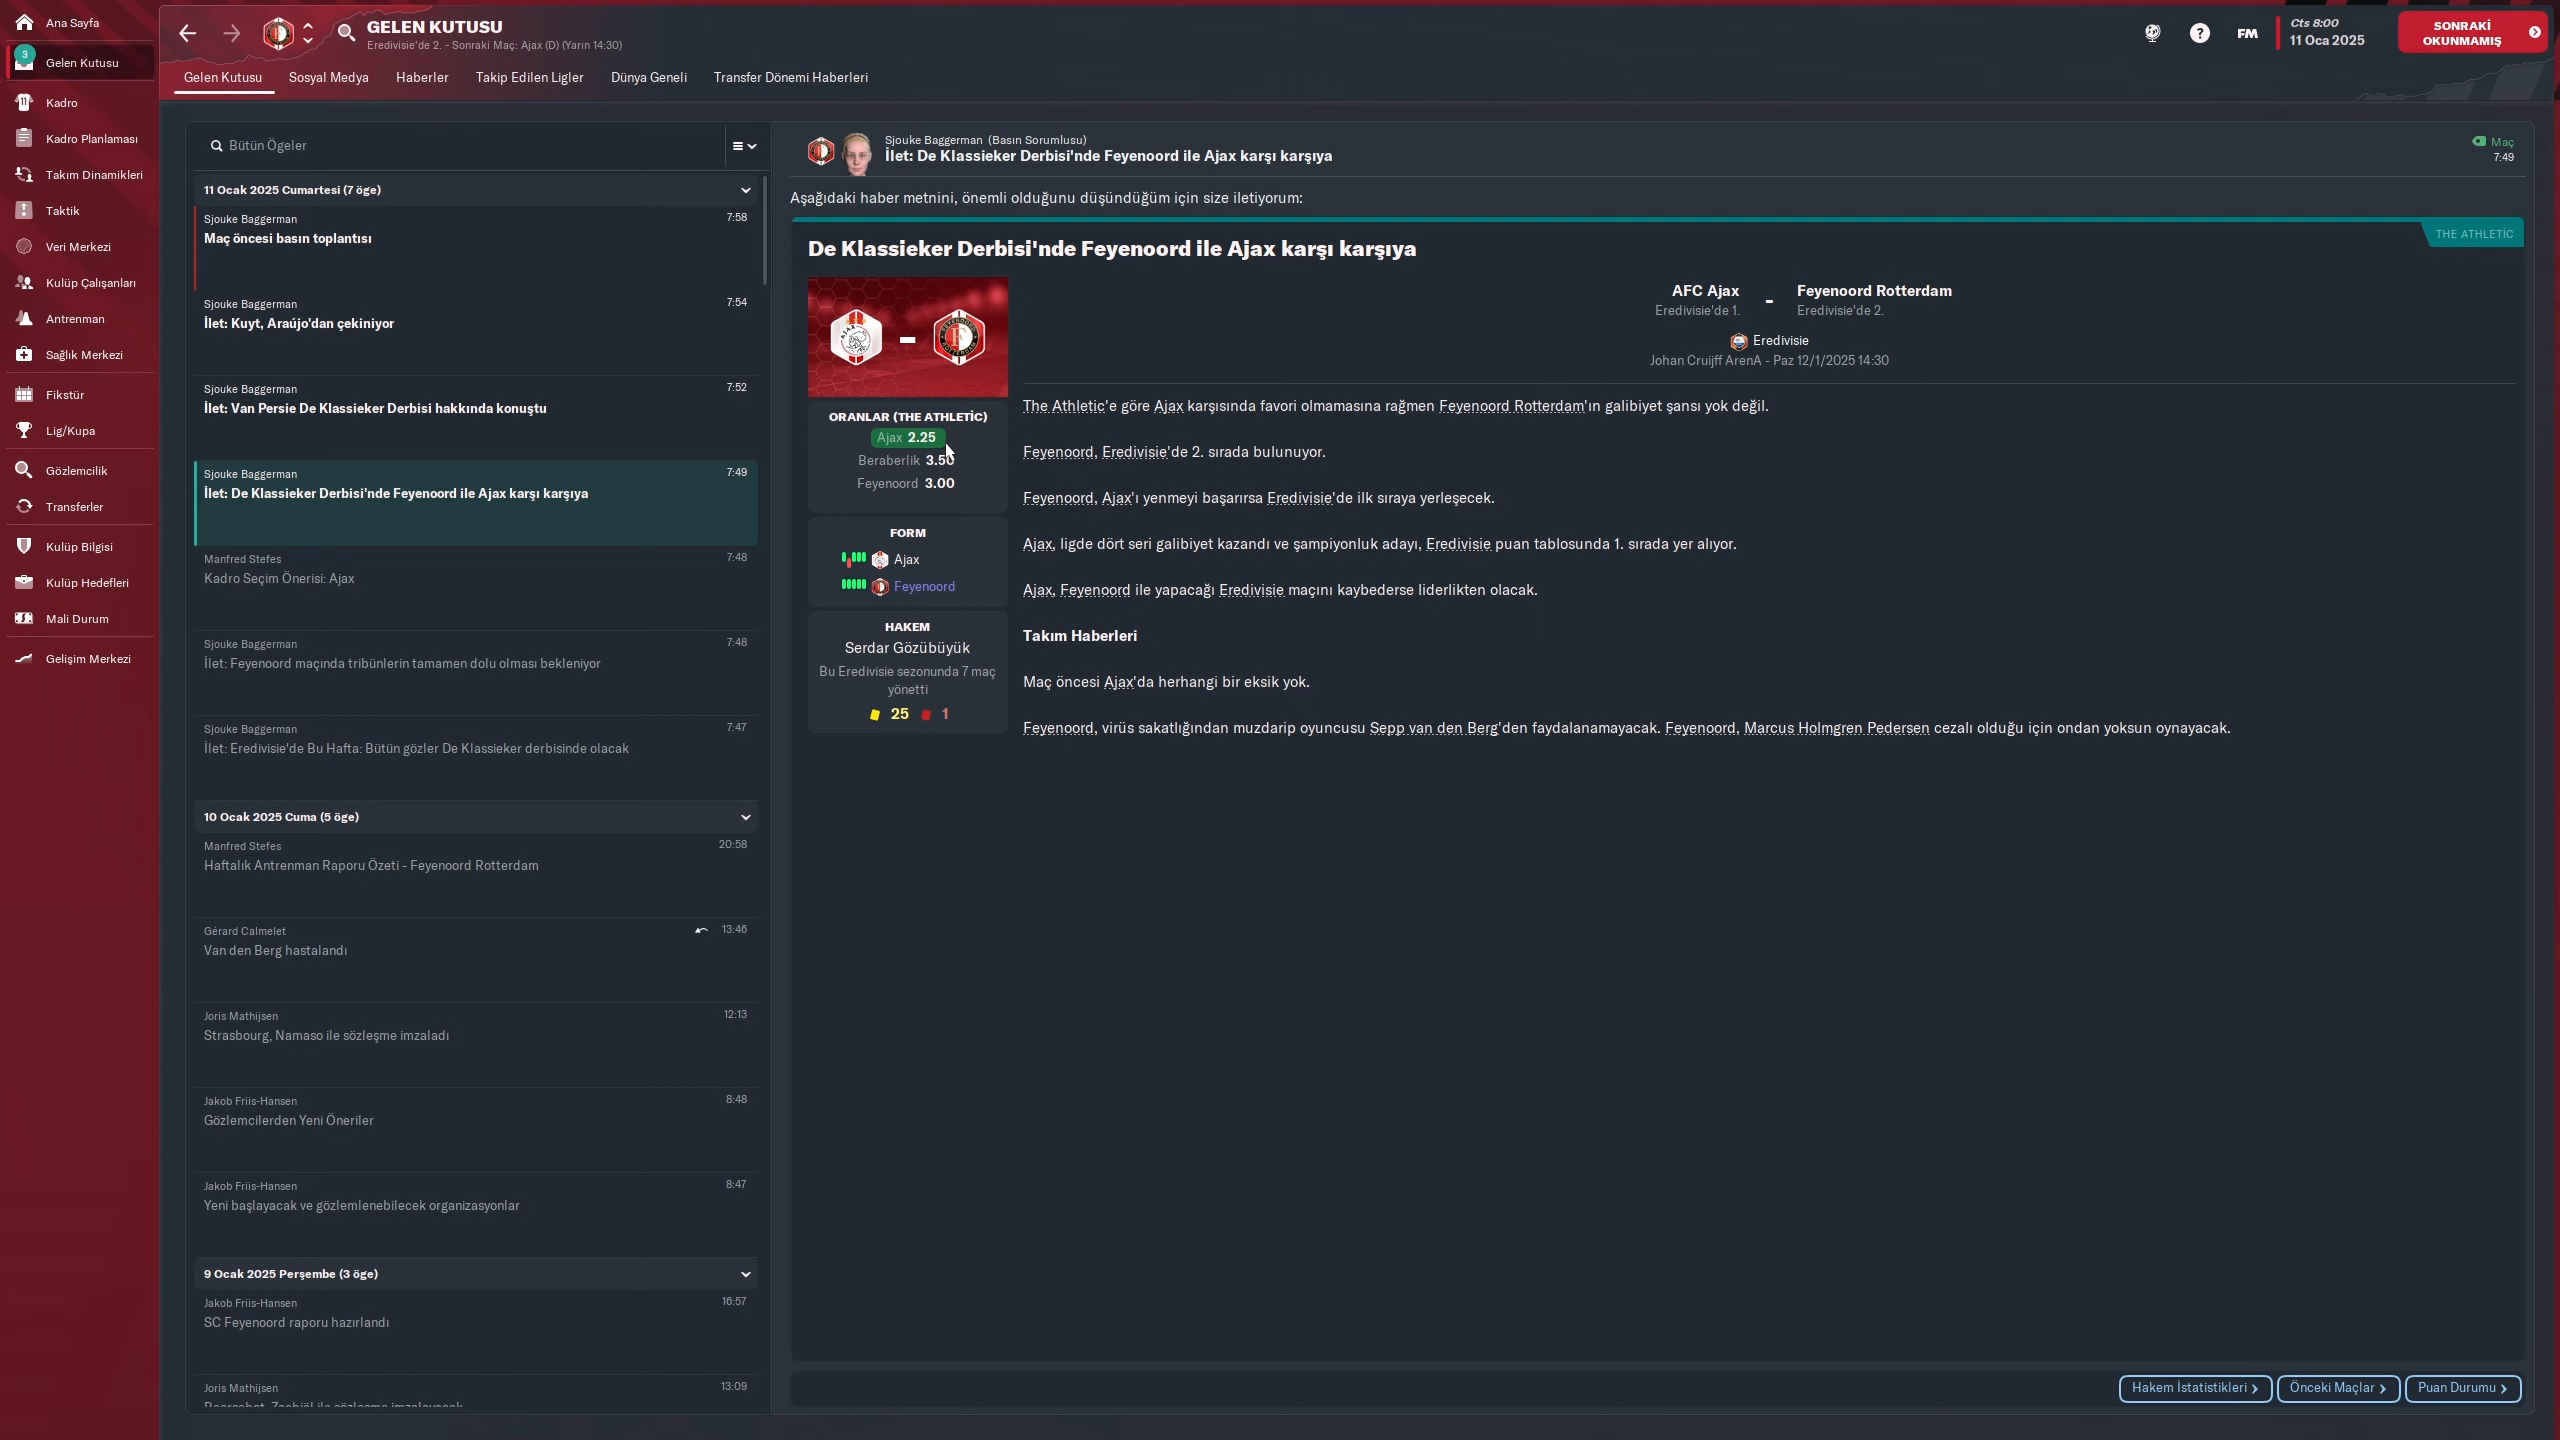 Ana Sayfa
3
Gelen Kutusu
Kadro
Kadro Planlaması
Takım Dinamikleri
Taktik
Veri Merkezi
Kulüp Çalışanları
Antrenman
Sağlık Merkezi
Fikstür
Lig/Kupa
Gözlemcilik
Transferler
Kulüp Bilgisi
Kulüp Hedefleri
Mali Durum
Gelişim Merkezi
GELEN KUTUSU
Eredivisie'de 2. - Sonraki Maç: Ajax (D) (Yarın 14:30)
FM
Cts 8:00
11 Oca 2025
SONRAKİ
OKUNMAMIŞ
Gelen Kutusu Sosyal Medya Haberler Takip Edilen Ligler Dünya Geneli Transfer Dönemi Haberleri
Bütün Ögeler
11 Ocak 2025 Cumartesi (7 öge)
Sjouke Baggerman 7:58
Maç öncesi basın toplantısı
Sjouke Baggerman 7:54
İlet: Kuyt, Araújo'dan çekiniyor
Sjouke Baggerman 7:52
İlet: Van Persie De Klassieker Derbisi hakkında konuştu
Sjouke Baggerman 7:49
İlet: De Klassieker Derbisi'nde Feyenoord ile Ajax karşı karşıya
Manfred Stefes 7:48
Kadro Seçim Önerisi: Ajax
Sjouke Baggerman 7:48
İlet: Feyenoord maçında tribünlerin tamamen dolu olması bekleniyor
Sjouke Baggerman 7:47
İlet: Eredivisie'de Bu Hafta: Bütün gözler De Klassieker derbisinde olacak
10 Ocak 2025 Cuma (5 öge)
Manfred Stefes 20:58
Haftalık Antrenman Raporu Özeti - Feyenoord Rotterdam
Gérard Calmelet 13:46
Van den Berg hastalandı
Joris Mathijsen 12:13
Strasbourg, Namaso ile sözleşme imzaladı
Jakob Friis-Hansen 8:48
Gözlemcilerden Yeni Öneriler
Jakob Friis-Hansen 8:47
Yeni başlayacak ve gözlemlenebilecek organizasyonlar
9 Ocak 2025 Perşembe (3 öge)
Jakob Friis-Hansen 16:57
SC Feyenoord raporu hazırlandı
Joris Mathijsen 13:09
Sjouke Baggerman (Basın Sorumlusu)
İlet: De Klassieker Derbisi'nde Feyenoord ile Ajax karşı karşıya
Maç
7:49
Aşağıdaki haber metnini, önemli olduğunu düşündüğüm için size iletiyorum:
THE ATHLETİC
De Klassieker Derbisi'nde Feyenoord ile Ajax karşı karşıya
AFC Ajax - Feyenoord Rotterdam
Eredivisie'de 1. Eredivisie'de 2.
Eredivisie
Johan Cruijff ArenA - Paz 12/1/2025 14:30
ORANLAR (THE ATHLETİC)
Ajax 2.25
Beraberlik 3.50
Feyenoord 3.00
FORM
Ajax
Feyenoord
HAKEM
Serdar Gözübüyük
Bu Eredivisie sezonunda 7 maç
yönetti
25 1
The Athletic'e göre Ajax karşısında favori olmamasına rağmen Feyenoord Rotterdam'ın galibiyet şansı yok değil.
Feyenoord, Eredivisie'de 2. sırada bulunuyor.
Feyenoord, Ajax'ı yenmeyi başarırsa Eredivisie'de ilk sıraya yerleşecek.
Ajax, ligde dört seri galibiyet kazandı ve şampiyonluk adayı, Eredivisie puan tablosunda 1. sırada yer alıyor.
Ajax, Feyenoord ile yapacağı Eredivisie maçını kaybederse liderlikten olacak.
Takım Haberleri
Maç öncesi Ajax'da herhangi bir eksik yok.
Feyenoord, virüs sakatlığından muzdarip oyuncusu Sepp van den Berg'den faydalanamayacak. Feyenoord, Marcus Holmgren Pedersen cezalı olduğu için ondan yoksun oynayacak.
Hakem İstatistikleri Önceki Maçlar Puan Durumu